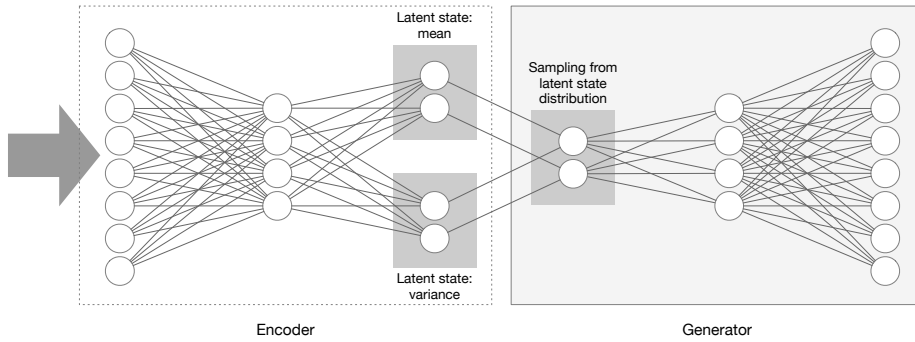 Latent state:
mean
Sampling from
latent state
distribution
Latent state:
variance
Encoder
Generator